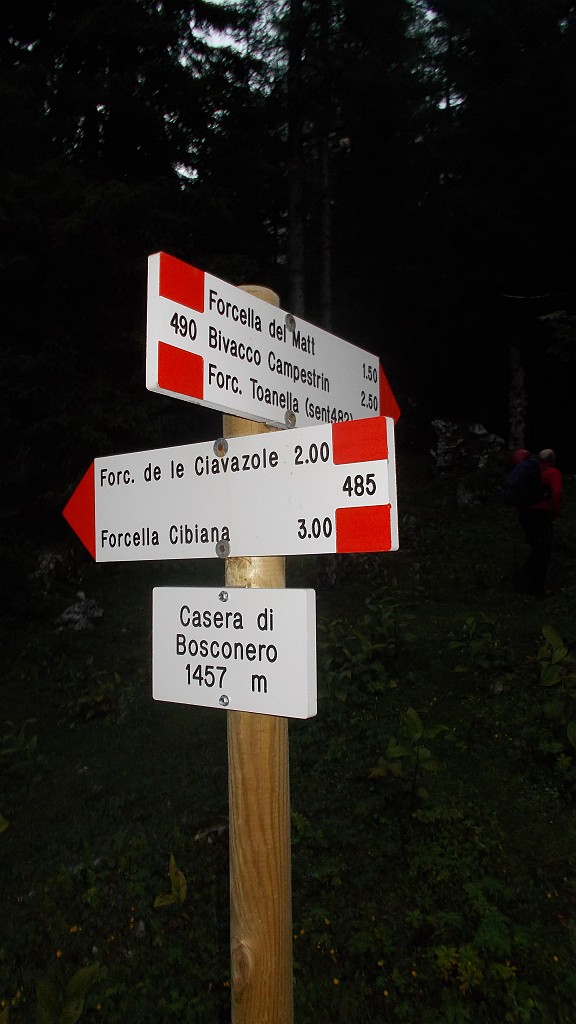 Forcella del Matt
490 Bivacco Campestrin 1.50
Forc. Toanella (sent482) 2.50
Forc. de le Ciavazole 2.00
485
Forcella Cibiana 3.00
Casera di
Bosconero
1457 m